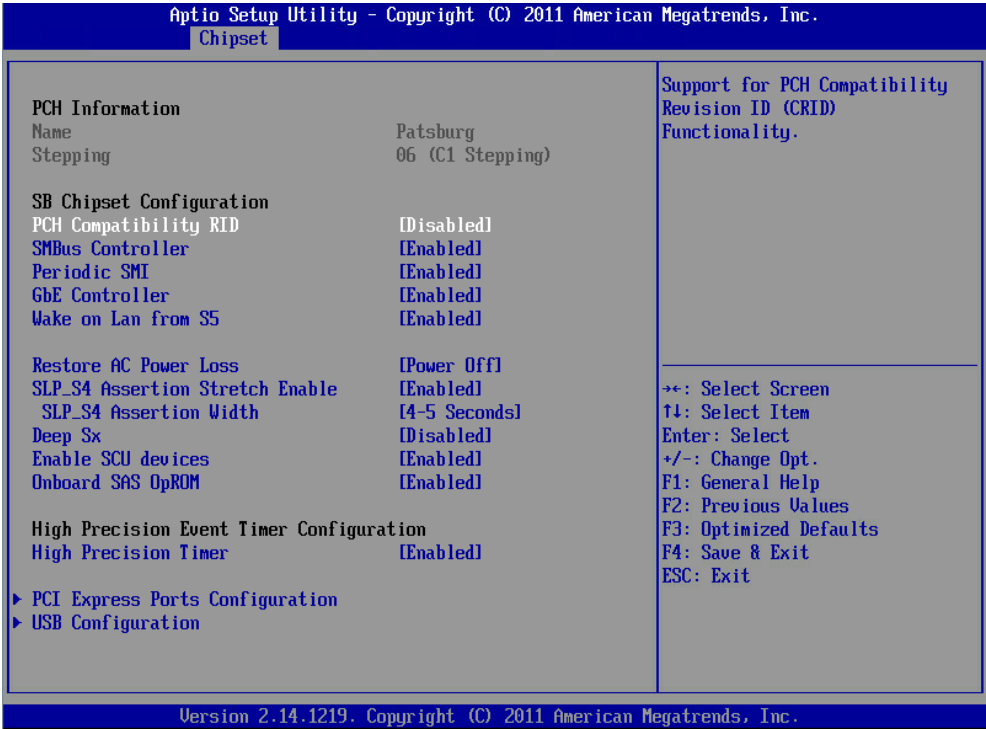 Aptio Setup Utility - Copyright (C) 2011 American Megatrends, Inc.
Chipset
PCH Information
Name Patsburg
Stepping 06 (C1 Stepping)
SB Chipset Configuration
PCH Compatibility RID [Disabled]
SMBus Controller [Enabled]
Periodic SMI [Enabled]
GbE Controller [Enabled]
Wake on Lan from S5 [Enabled]
Restore AC Power Loss [Power Off]
SLP_S4 Assertion Stretch Enable [Enabled]
SLP_S4 Assertion Width [4-5 Seconds]
Deep Sx [Disabled]
Enable SCU devices [Enabled]
Onboard SAS OpROM [Enabled]
High Precision Event Timer Configuration
High Precision Timer [Enabled]
PCI Express Ports Configuration
USB Configuration
Support for PCH Compatibility
Revision ID (CRID)
Functionality.
→←: Select Screen
↑↓: Select Item
Enter: Select
+/-: Change Opt.
F1: General Help
F2: Previous Values
F3: Optimized Defaults
F4: Save & Exit
ESC: Exit
Version 2.14.1219. Copyright (C) 2011 American Megatrends, Inc.